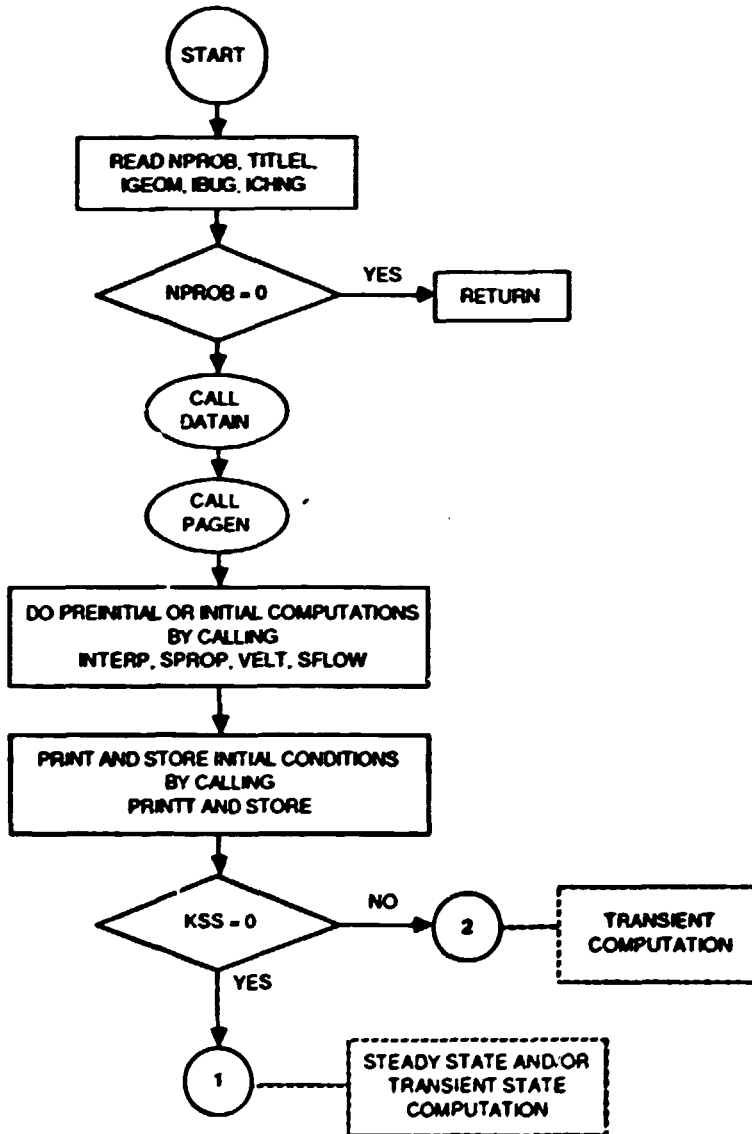 START
READ NPROB, TITLEL,
IGEOM, IBUG, ICHNG
NPROB = 0
YES
RETURN
CALL
DATAIN
CALL
PAGEN
DO PREINITIAL OR INITIAL COMPUTATIONS
BY CALLING
INTERP, SPROP, VELT, SFLOW
PRINT AND STORE INITIAL CONDITIONS
BY CALLING
PRINTT AND STORE
KSS = 0
NO
2
TRANSIENT
COMPUTATION
YES
1
STEADY STATE AND/OR
TRANSIENT STATE
COMPUTATION